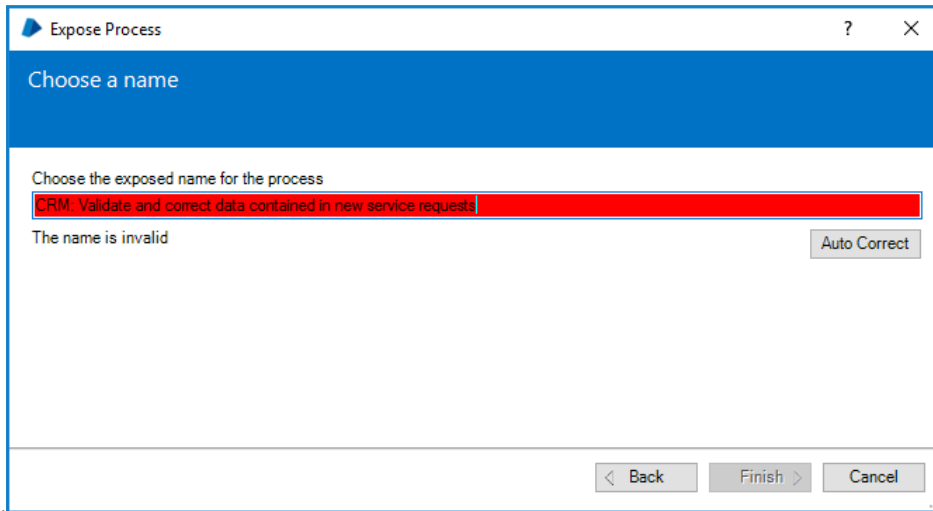 Expose Process
?
Choose a name
Choose the exposed name for the process
CRM: Validate and correct data contained in new service requests
The name is invalid
Auto Correct
Back
Finish
Cancel